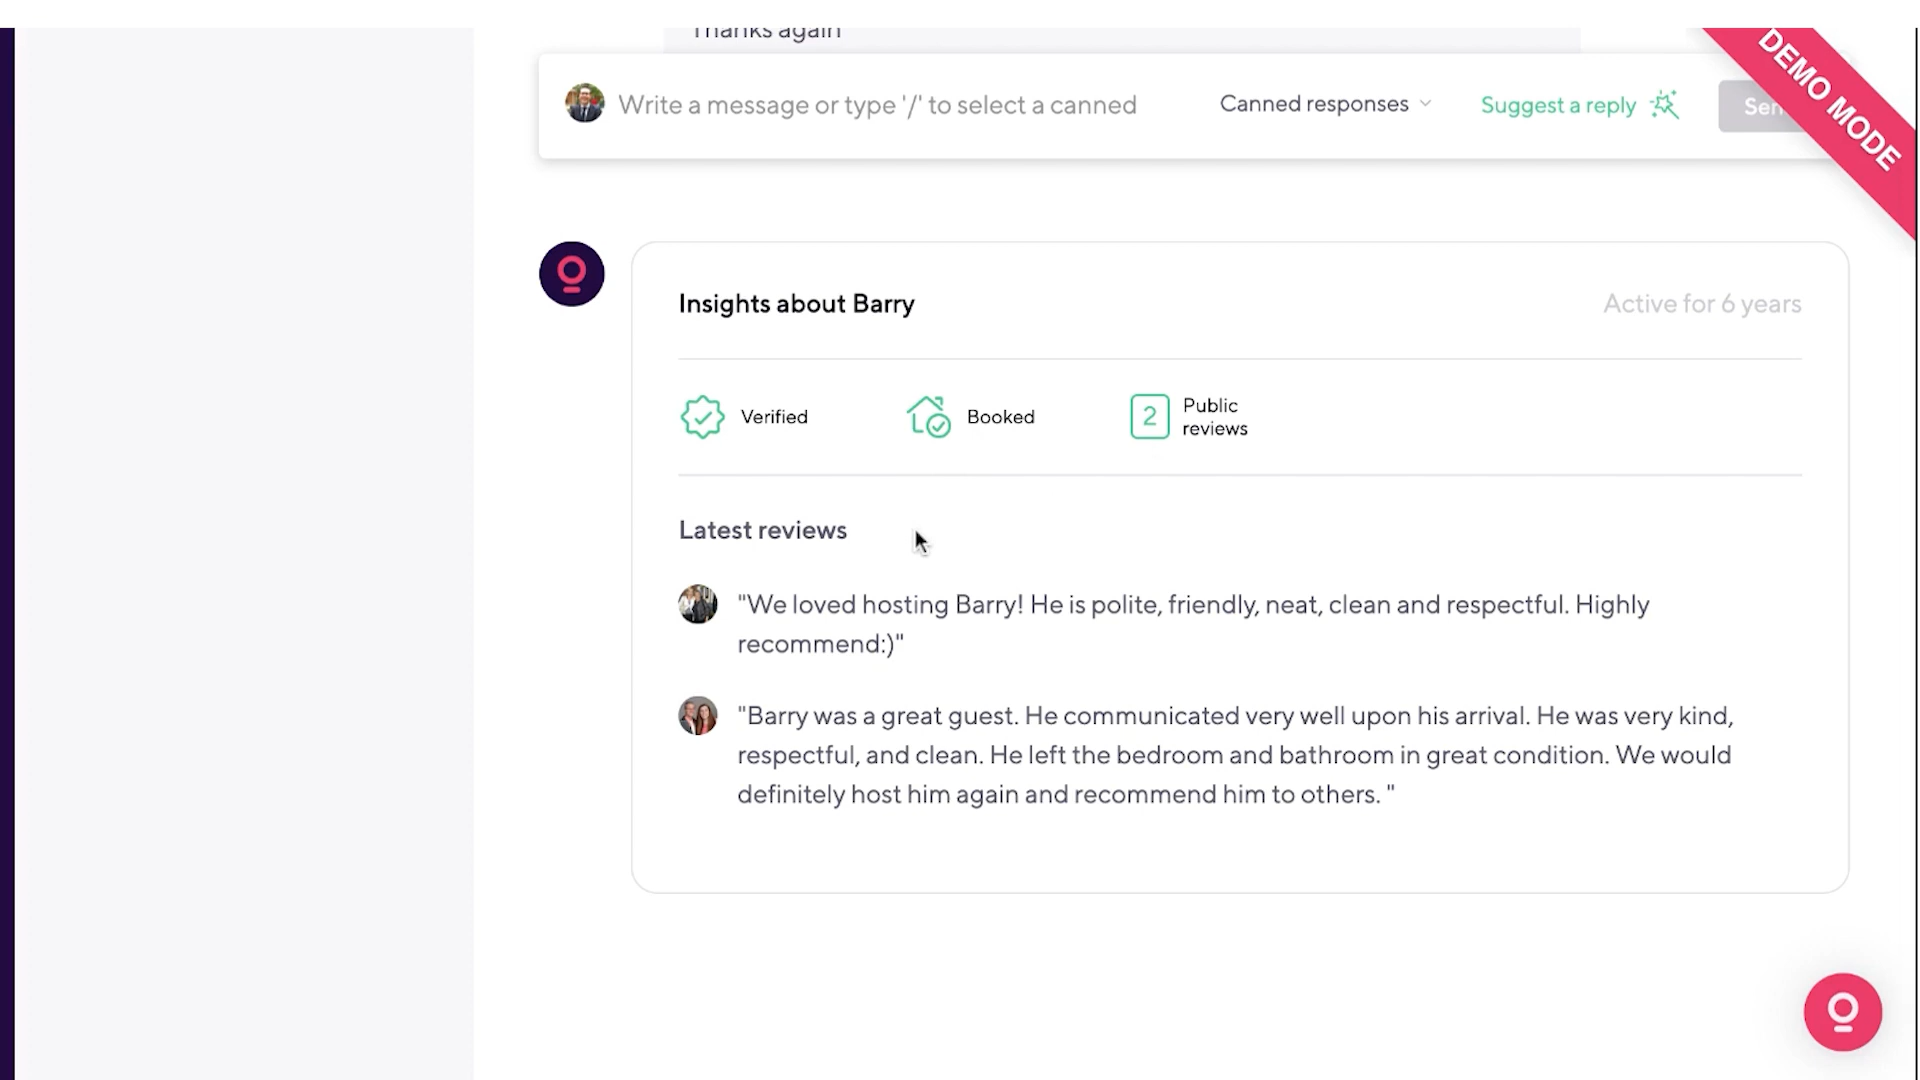 Thanks again
Write a message or type '/' to select a canned
Canned responses
Suggest a reply
Sen
DEMO MODE
Insights about Barry
Active for 6 years
Verified
Booked
2
Public
reviews
Latest reviews
"We loved hosting Barry! He is polite, friendly, neat, clean and respectful. Highly
recommend:)"
"Barry was a great guest. He communicated very well upon his arrival. He was very kind,
respectful, and clean. He left the bedroom and bathroom in great condition. We would
definitely host him again and recommend him to others. "